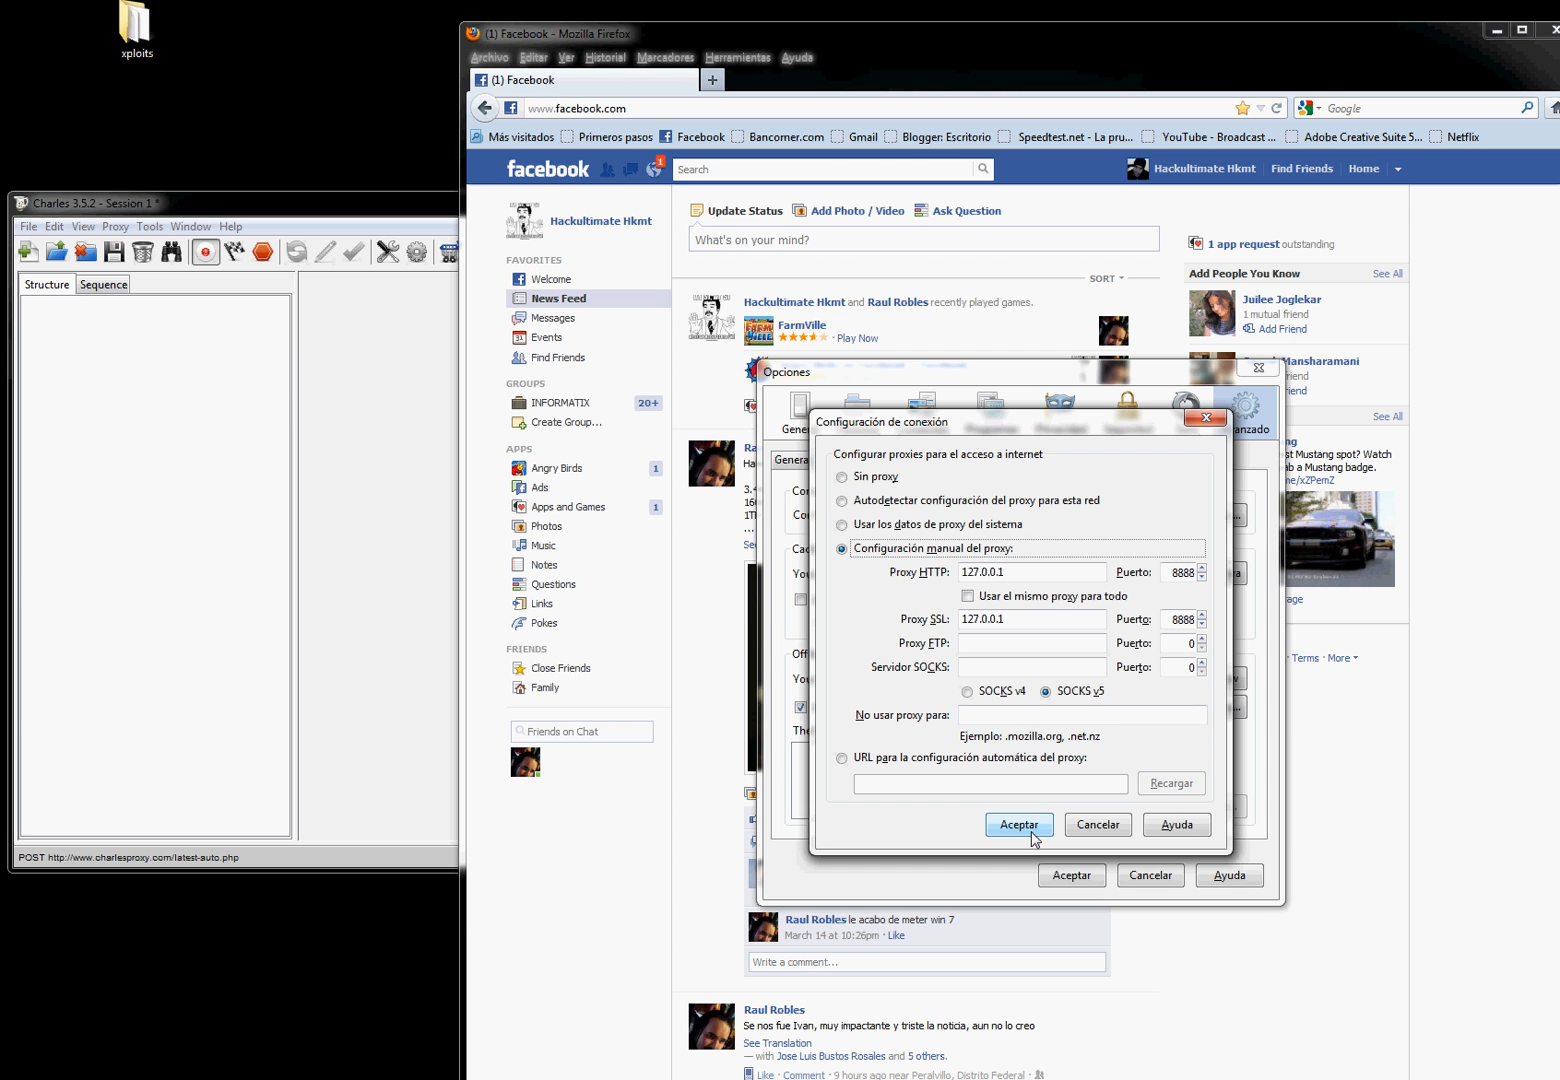 xploits
(1) Facebook - Mozilla Firefox
Archivo Editar Ver Historial Marcadores Herramientas Ayuda
(1) Facebook
www.facebook.com
Google
Más visitados Primeros pasos Facebook Bancomer.com Gmail Blogger: Escritorio Speedtest.net - La pru... YouTube - Broadcast ... Adobe Creative Suite 5... Netflix
facebook 1 Search Hackultimate Hkmt Find Friends Home
Charles 3.5.2 - Session 1 *
File Edit View Proxy Tools Window Help
Structure Sequence
POST http://www.charlesproxy.com/latest-auto.php
Hackultimate Hkmt
FAVORITES
Welcome
News Feed
Messages
Events
Find Friends
GROUPS
INFORMATIX 20+
Create Group...
APPS
Angry Birds 1
Ads
Apps and Games 1
Photos
Music
Notes
Questions
Links
Pokes
FRIENDS
Close Friends
Family
Friends on Chat
Update Status Add Photo / Video Ask Question
What's on your mind?
SORT
Hackultimate Hkmt and Raul Robles recently played games.
FARM VILLE
FarmVille
· Play Now
Opciones
Gener
anzado
Genera
Configuración de conexión
Configurar proxies para el acceso a internet
Sin proxy
Autodetectar configuración del proxy para esta red
Usar los datos de proxy del sistema
Configuración manual del proxy:
Proxy HTTP: 127.0.0.1 Puerto: 8888
Usar el mismo proxy para todo
Proxy SSL: 127.0.0.1 Puerto: 8888
Proxy FTP: Puerto: 0
Servidor SOCKS: Puerto: 0
SOCKS v4 SOCKS v5
No usar proxy para:
Ejemplo: .mozilla.org, .net.nz
URL para la configuración automática del proxy:
Recargar
Aceptar Cancelar Ayuda
Aceptar Cancelar Ayuda
Raul Robles le acabo de meter win 7
March 14 at 10:26pm · Like
Write a comment...
Raul Robles
Se nos fue Ivan, muy impactante y triste la noticia, aun no lo creo
See Translation
— with Jose Luis Bustos Rosales and 5 others.
Like · Comment · 9 hours ago near Peralvillo, Distrito Federal ·
1 app request outstanding
Add People You Know See All
Juilee Joglekar
1 mutual friend
Add Friend
Mansharamani
riend
riend
See All
ng
st Mustang spot? Watch
ab a Mustang badge.
me/xZPemZ
age
· Terms · More